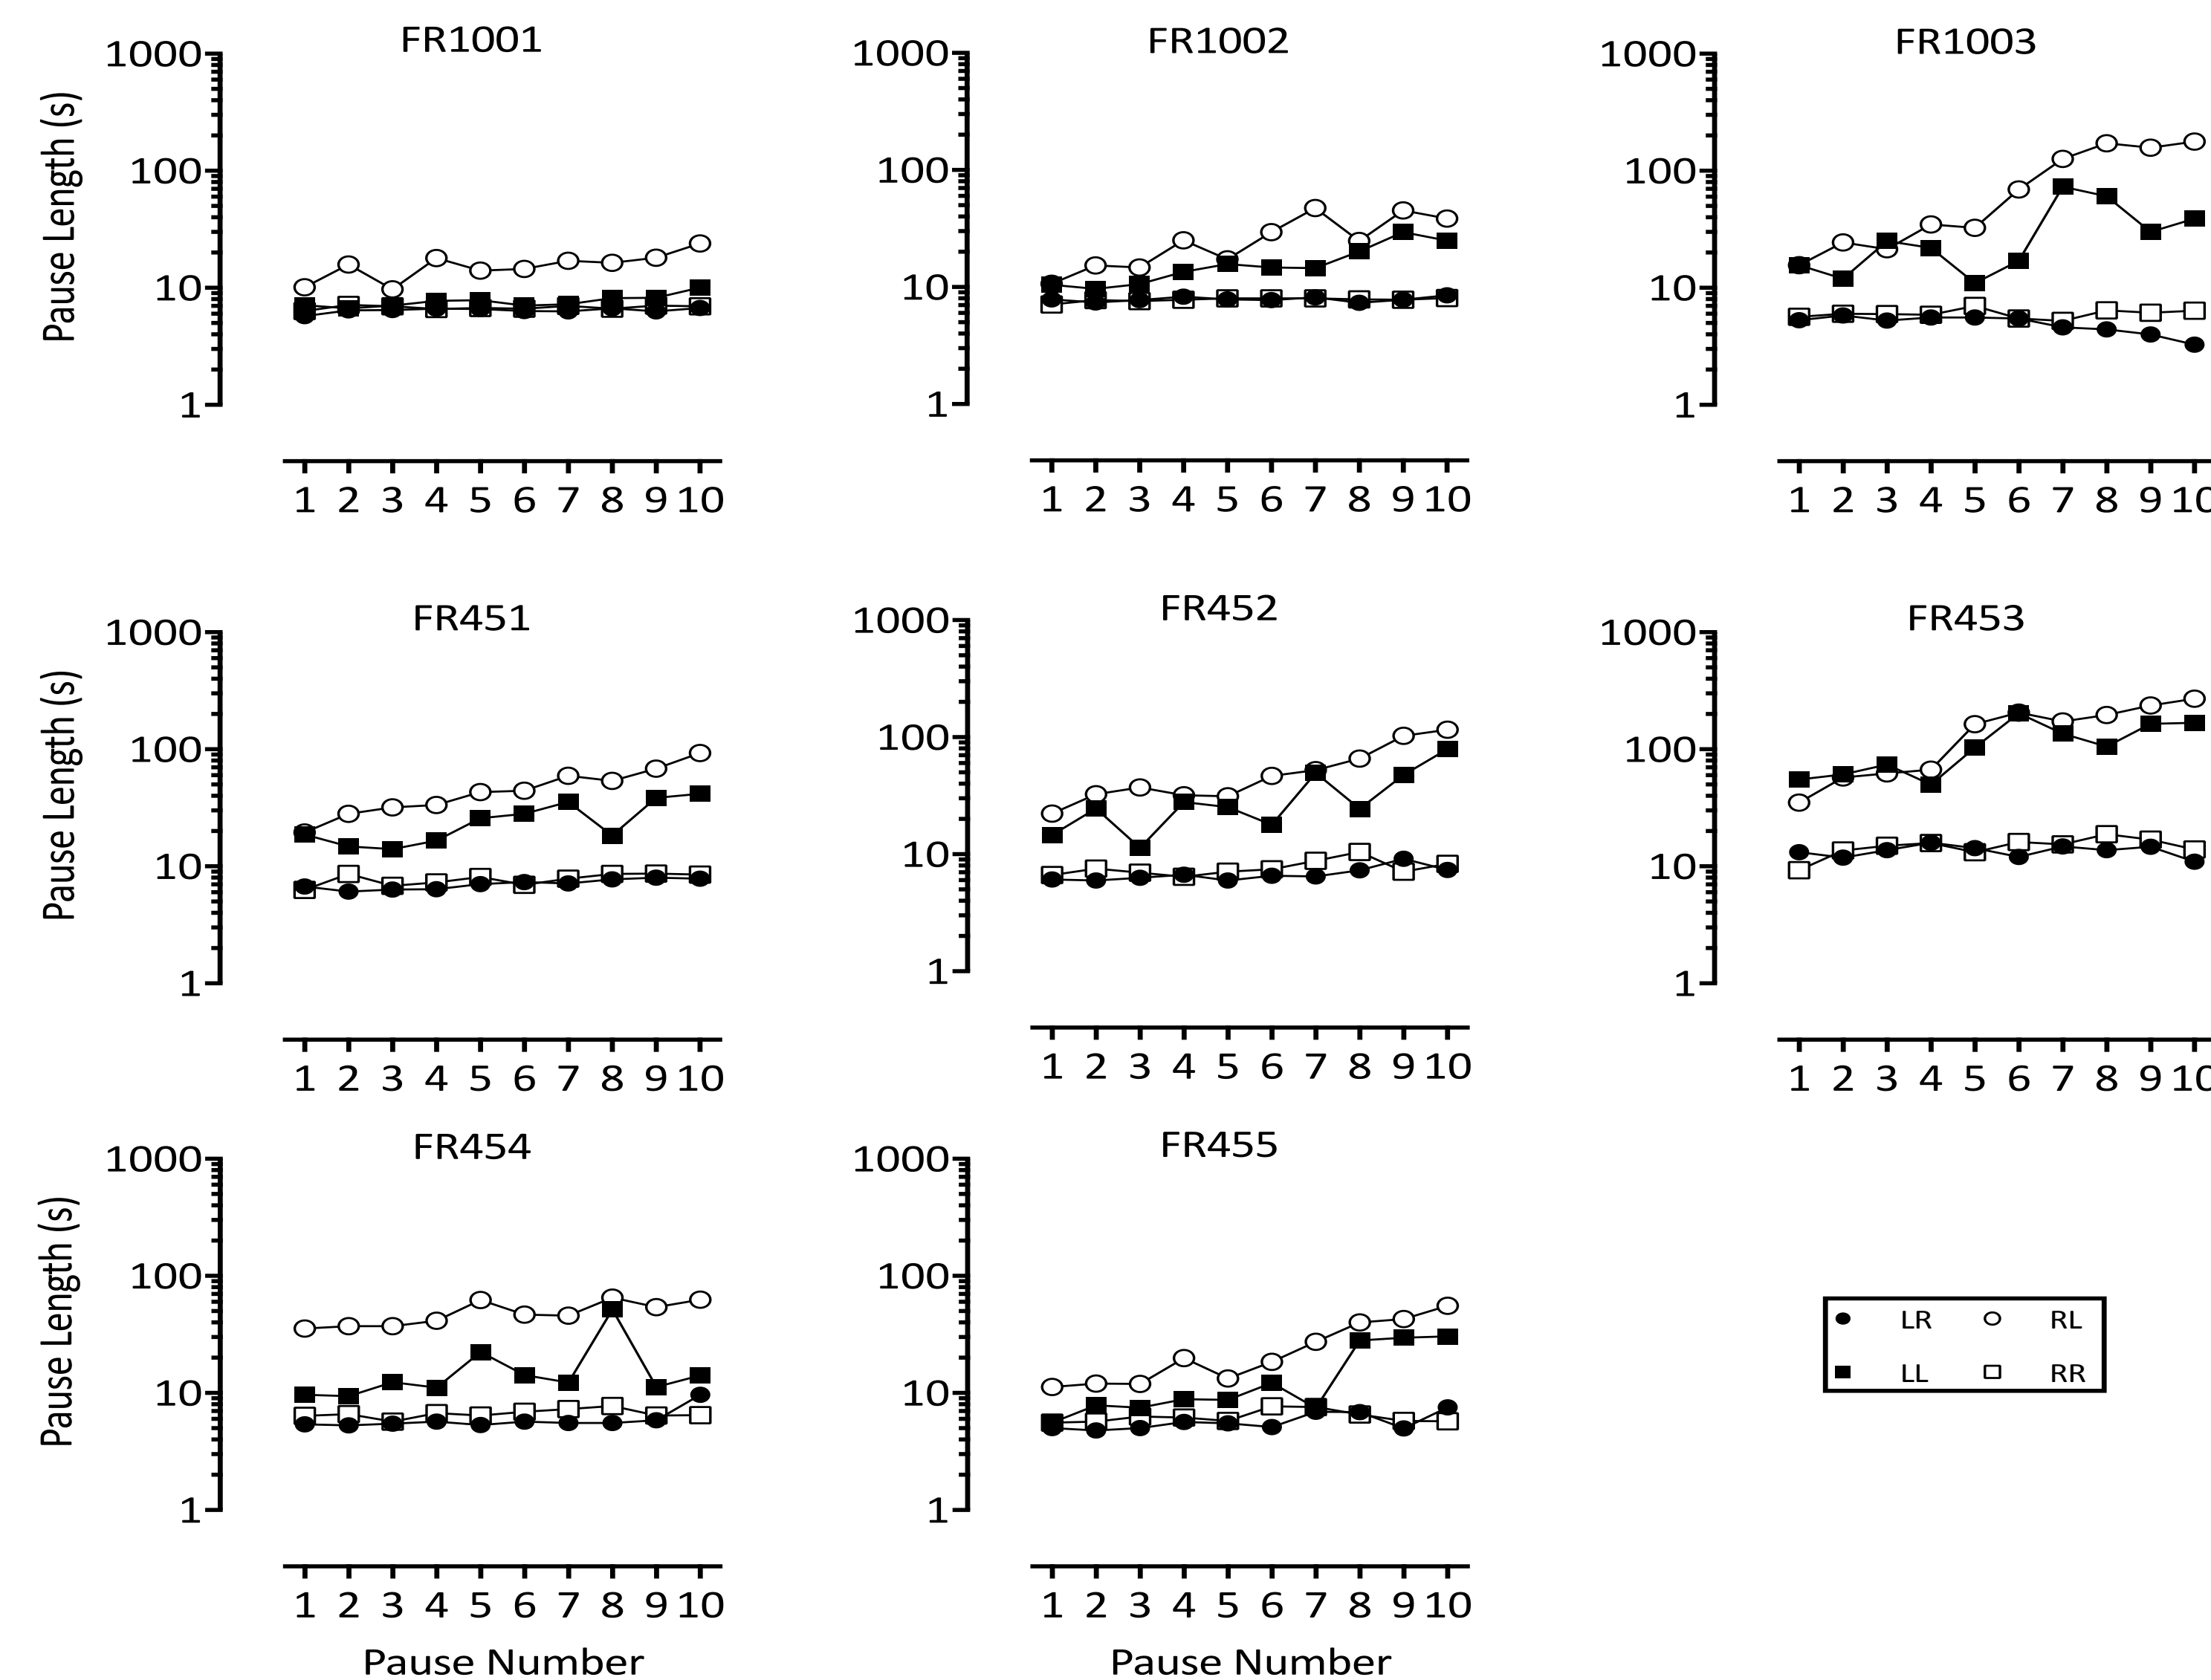 FR1001 FR1002 FR1003
1000 1000 1000
100 100 100
10 10 10
1 1 1
Pause Length (s)
1 2 3 4 5 6 7 8 9 10 1 2 3 4 5 6 7 8 9 10 1 2 3 4 5 6 7 8 9 10
FR451 FR452 FR453
1000 1000 1000
100 100 100
10 10 10
1 1 1
Pause Length (s)
1 2 3 4 5 6 7 8 9 10 1 2 3 4 5 6 7 8 9 10 1 2 3 4 5 6 7 8 9 10
FR454 FR455
1000 1000
100 100
10 10
1 1
Pause Length (s)
LR RL
LL RR
1 2 3 4 5 6 7 8 9 10 1 2 3 4 5 6 7 8 9 10
Pause Number Pause Number